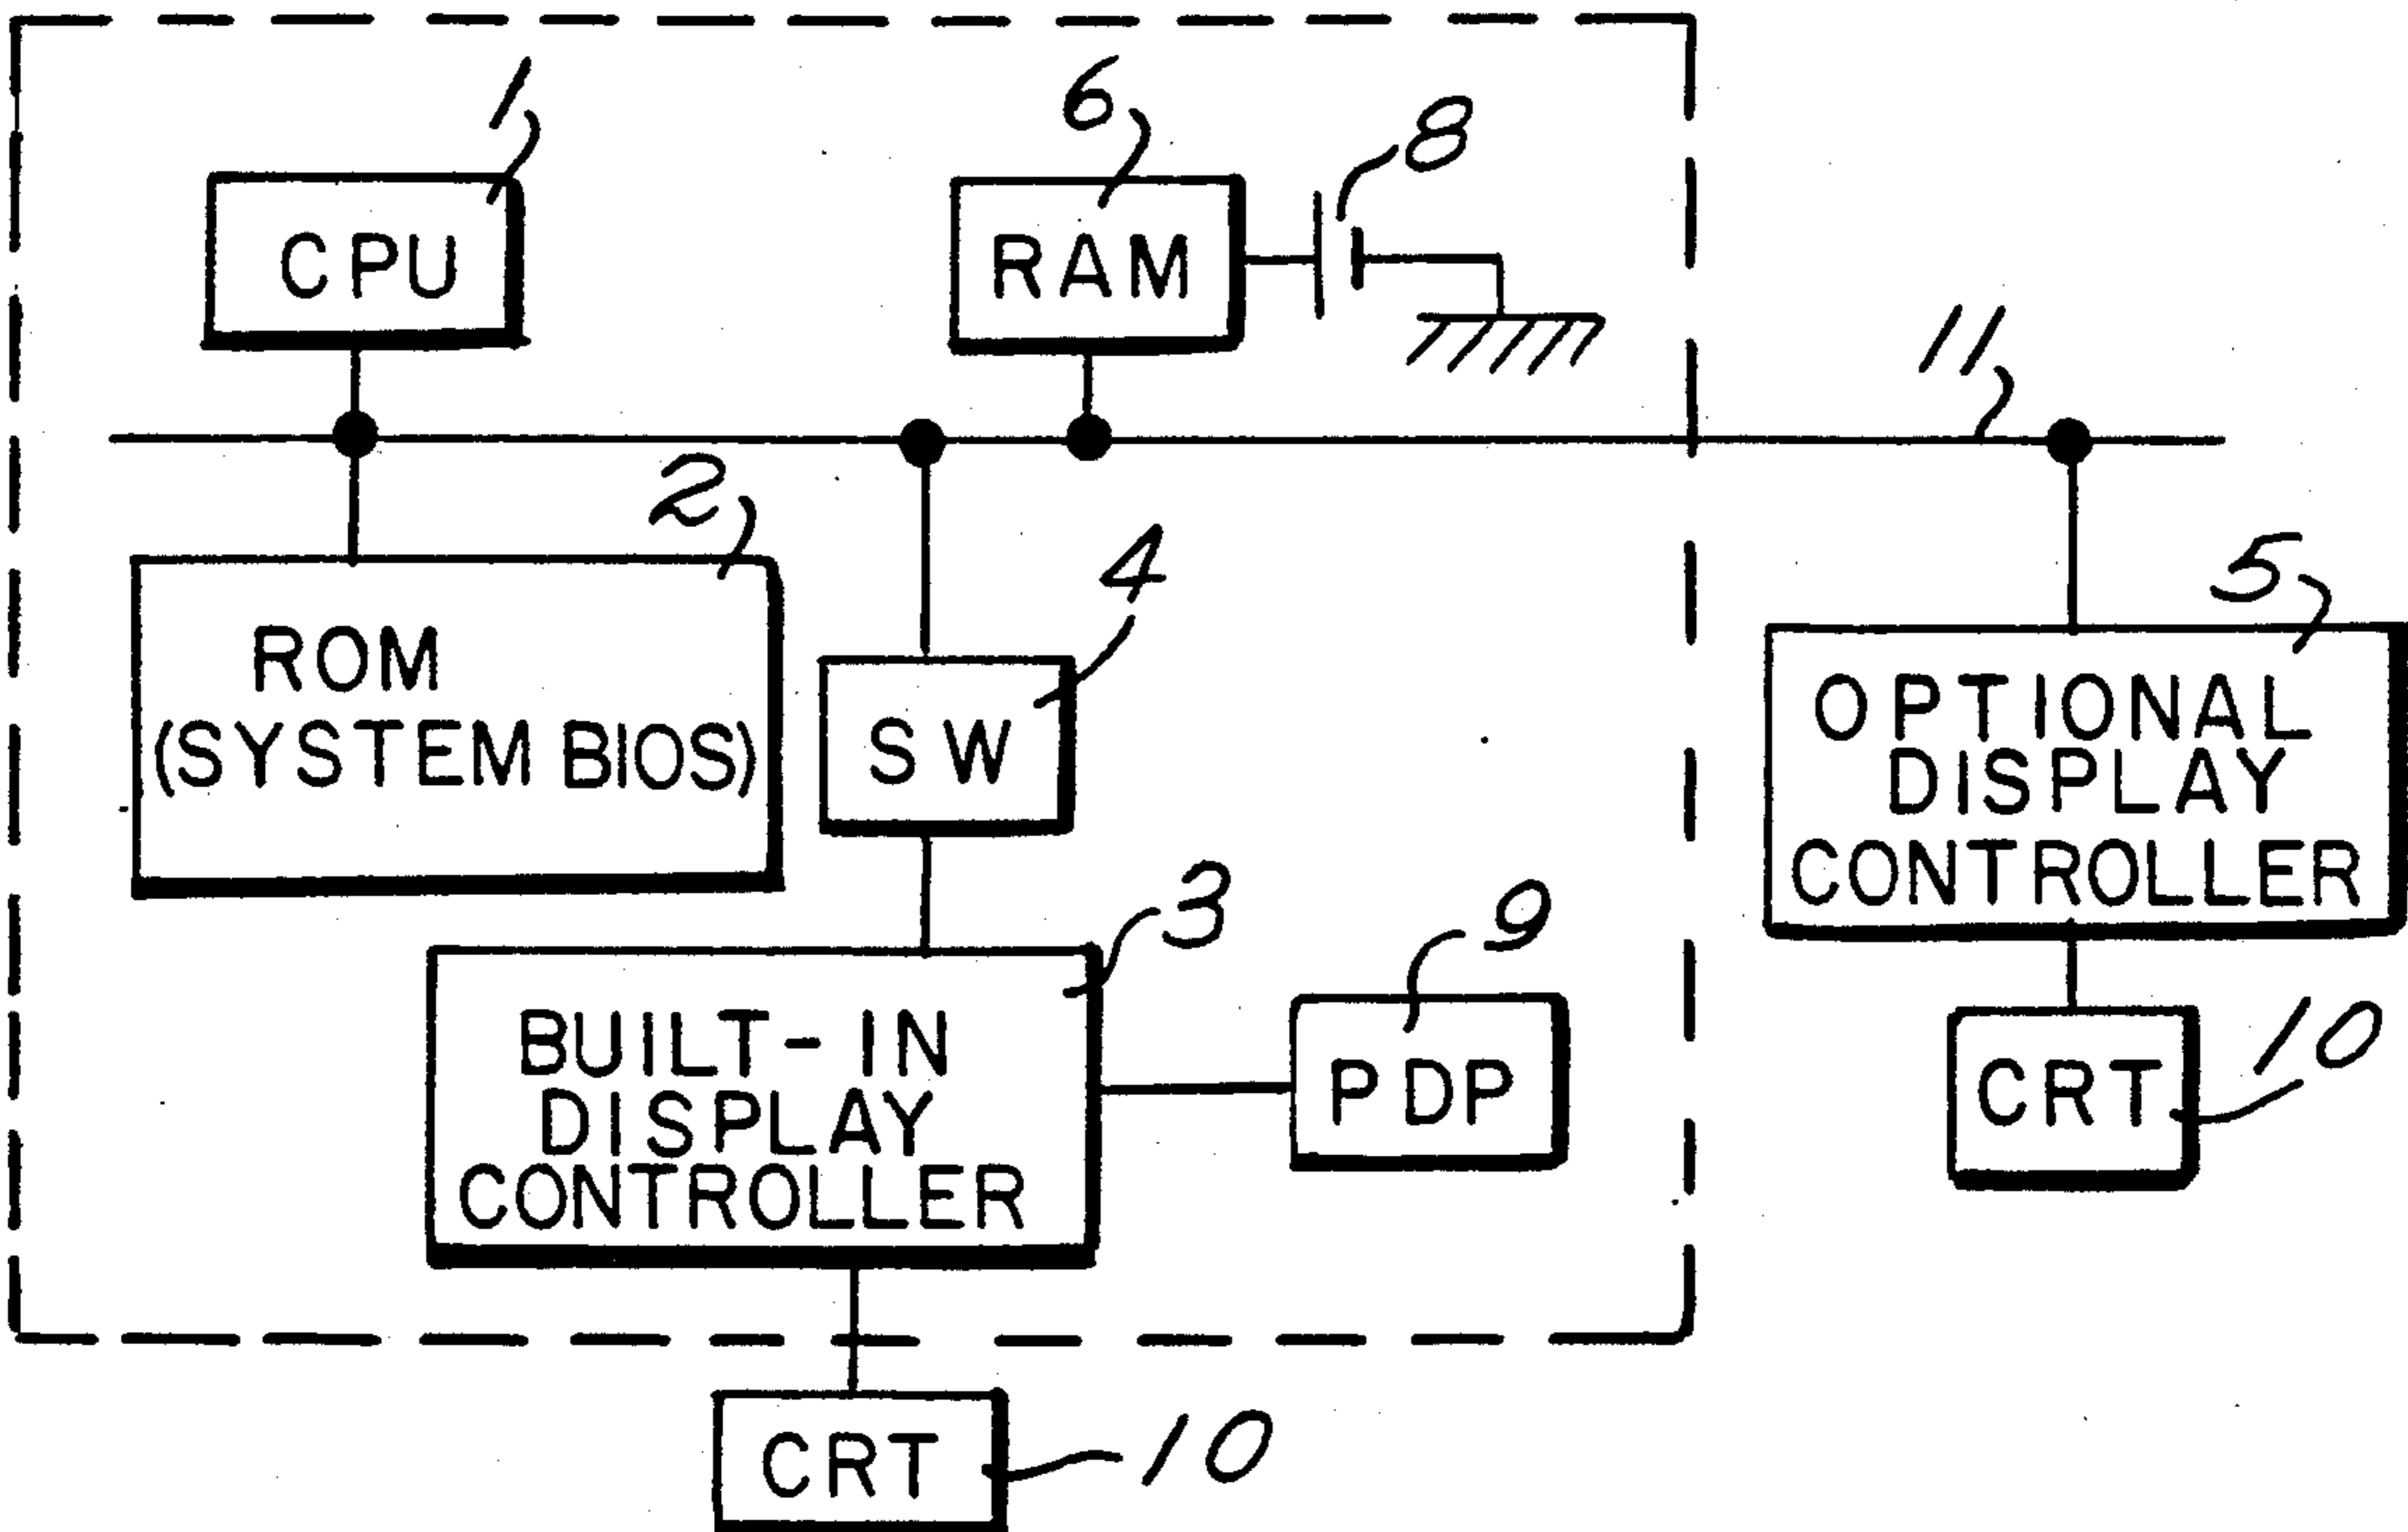 1
6
8
CPU
RAM
11
2
4
5
ROM
(SYSTEM BIOS)
SW
OPTIONAL
DISPLAY
CONTROLLER
3
9
BUILT-IN
DISPLAY
CONTROLLER
PDP
CRT
10
CRT
10